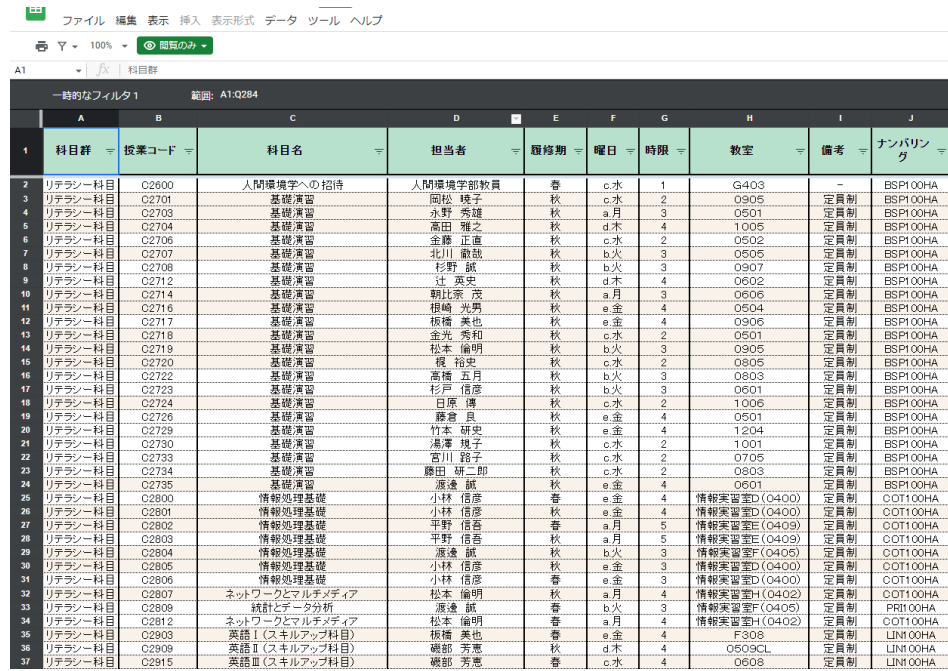 ファイル 編集 表示 挿入 表示形式 データ ツール ヘルプ
100% 閲覧のみ
A1 fx 科目群
一時的なフィルタ 1 範囲: A1:Q284
A B C D E F G H I J
1 科目群 授業コード 科目名 担当者 履修期 曜日 時限 教室 備考 ナンバリング
2 リテラシー科目 C2600 人間環境学への招待 人間環境学部教員 春 c.水 1 G403 – BSP100HA
3 リテラシー科目 C2701 基礎演習 岡松 暁子 秋 c.水 2 0905 定員制 BSP100HA
4 リテラシー科目 C2703 基礎演習 永野 秀雄 秋 a.月 3 0501 定員制 BSP100HA
5 リテラシー科目 C2704 基礎演習 高田 雅之 秋 d.木 4 1005 定員制 BSP100HA
6 リテラシー科目 C2706 基礎演習 金藤 正直 秋 c.水 2 0502 定員制 BSP100HA
7 リテラシー科目 C2707 基礎演習 北川 徹哉 秋 b.火 3 0505 定員制 BSP100HA
8 リテラシー科目 C2708 基礎演習 杉野 誠 秋 b.火 3 0907 定員制 BSP100HA
9 リテラシー科目 C2712 基礎演習 辻 英史 秋 d.木 4 0602 定員制 BSP100HA
10 リテラシー科目 C2714 基礎演習 朝比奈 茂 秋 a.月 3 0606 定員制 BSP100HA
11 リテラシー科目 C2716 基礎演習 根崎 光男 秋 e.金 4 0504 定員制 BSP100HA
12 リテラシー科目 C2717 基礎演習 板橋 美也 秋 e.金 4 0906 定員制 BSP100HA
13 リテラシー科目 C2718 基礎演習 金光 秀和 秋 c.水 2 0501 定員制 BSP100HA
14 リテラシー科目 C2719 基礎演習 松本 倫明 秋 b.火 3 0905 定員制 BSP100HA
15 リテラシー科目 C2720 基礎演習 梶 裕史 秋 c.水 2 0805 定員制 BSP100HA
16 リテラシー科目 C2722 基礎演習 高橋 五月 秋 b.火 3 0803 定員制 BSP100HA
17 リテラシー科目 C2723 基礎演習 杉戸 信彦 秋 b.火 3 0601 定員制 BSP100HA
18 リテラシー科目 C2724 基礎演習 日原 傳 秋 c.水 2 1006 定員制 BSP100HA
19 リテラシー科目 C2726 基礎演習 藤倉 良 秋 e.金 4 0501 定員制 BSP100HA
20 リテラシー科目 C2729 基礎演習 竹本 研史 秋 e.金 4 1204 定員制 BSP100HA
21 リテラシー科目 C2730 基礎演習 湯澤 規子 秋 c.水 2 1001 定員制 BSP100HA
22 リテラシー科目 C2733 基礎演習 宮川 路子 秋 c.水 2 0705 定員制 BSP100HA
23 リテラシー科目 C2734 基礎演習 藤田 研二郎 秋 c.水 2 0803 定員制 BSP100HA
24 リテラシー科目 C2735 基礎演習 渡邊 誠 秋 e.金 4 0601 定員制 BSP100HA
25 リテラシー科目 C2800 情報処理基礎 小林 信彦 春 e.金 4 情報実習室D(0400) 定員制 COT100HA
26 リテラシー科目 C2801 情報処理基礎 小林 信彦 秋 e.金 4 情報実習室D(0400) 定員制 COT100HA
27 リテラシー科目 C2802 情報処理基礎 平野 信吾 春 a.月 5 情報実習室E(0409) 定員制 COT100HA
28 リテラシー科目 C2803 情報処理基礎 平野 信吾 秋 a.月 5 情報実習室E(0409) 定員制 COT100HA
29 リテラシー科目 C2804 情報処理基礎 渡邊 誠 秋 b.火 3 情報実習室F(0405) 定員制 COT100HA
30 リテラシー科目 C2805 情報処理基礎 小林 信彦 秋 e.金 3 情報実習室D(0400) 定員制 COT100HA
31 リテラシー科目 C2806 情報処理基礎 小林 信彦 春 e.金 3 情報実習室D(0400) 定員制 COT100HA
32 リテラシー科目 C2807 ネットワークとマルチメディア 松本 倫明 秋 a.月 4 情報実習室H(0402) 定員制 COT100HA
33 リテラシー科目 C2809 統計とデータ分析 渡邊 誠 春 b.火 3 情報実習室F(0405) 定員制 PRI100HA
34 リテラシー科目 C2812 ネットワークとマルチメディア 松本 倫明 春 a.月 4 情報実習室H(0402) 定員制 COT100HA
35 リテラシー科目 C2903 英語Ⅰ(スキルアップ科目) 板橋 美也 春 e.金 4 F308 定員制 LIN100HA
36 リテラシー科目 C2909 英語Ⅱ(スキルアップ科目) 磯部 芳恵 秋 d.木 4 0509CL 定員制 LIN100HA
37 リテラシー科目 C2915 英語Ⅲ(スキルアップ科目) 磯部 芳恵 春 c.水 4 0608 定員制 LIN100HA